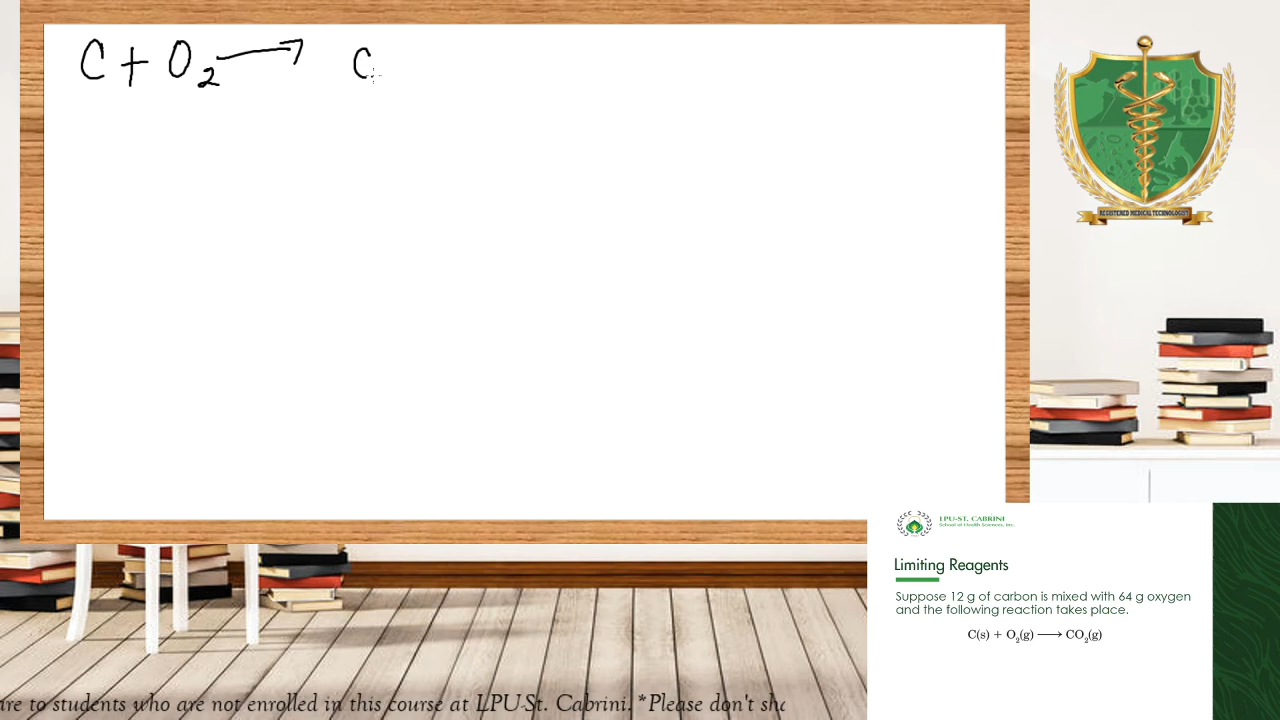 C + O2 → C
REGISTERED MEDICAL TECHNOLOGIST
LPU-ST. CABRINI
School of Health Sciences, Inc.
Limiting Reagents
Suppose 12 g of carbon is mixed with 64 g oxygen
and the following reaction takes place.
C(s) + O2(g) ⟶ CO2(g)
are to students who are not enrolled in this course at LPU-St. Cabrini. *Please don't sha